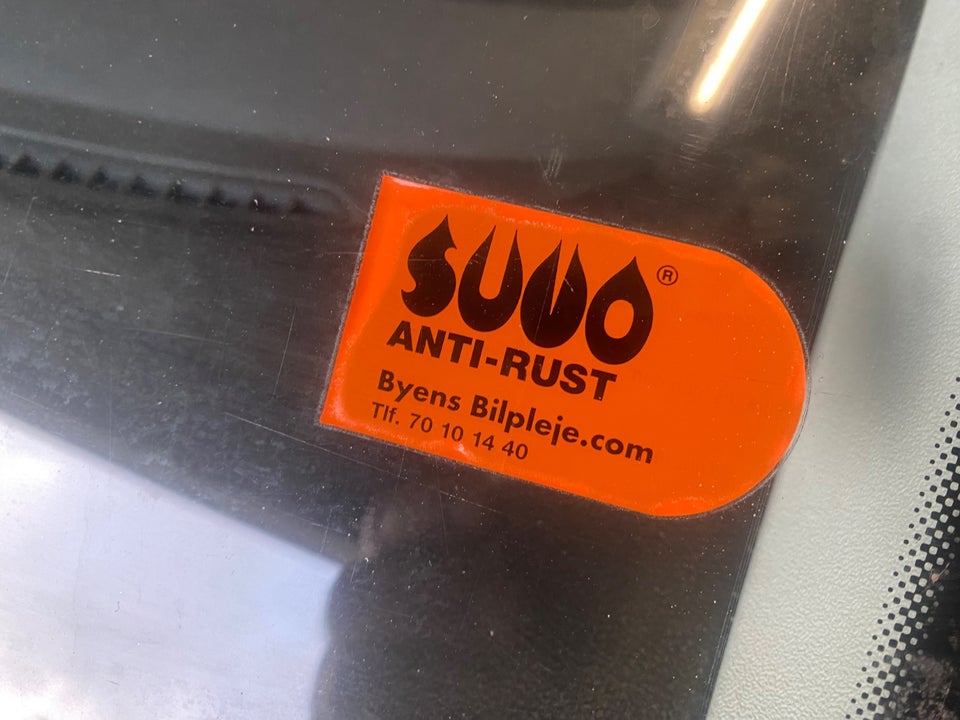 SUVO®
ANTI-RUST
Byens Bilpleje.com
Tlf. 70 10 14 40